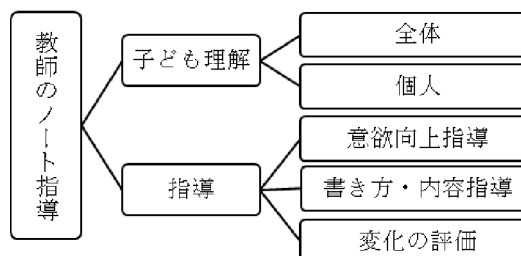 教師のノート指導
子ども理解
全体
個人
指導
意欲向上指導
書き方・内容指導
変化の評価